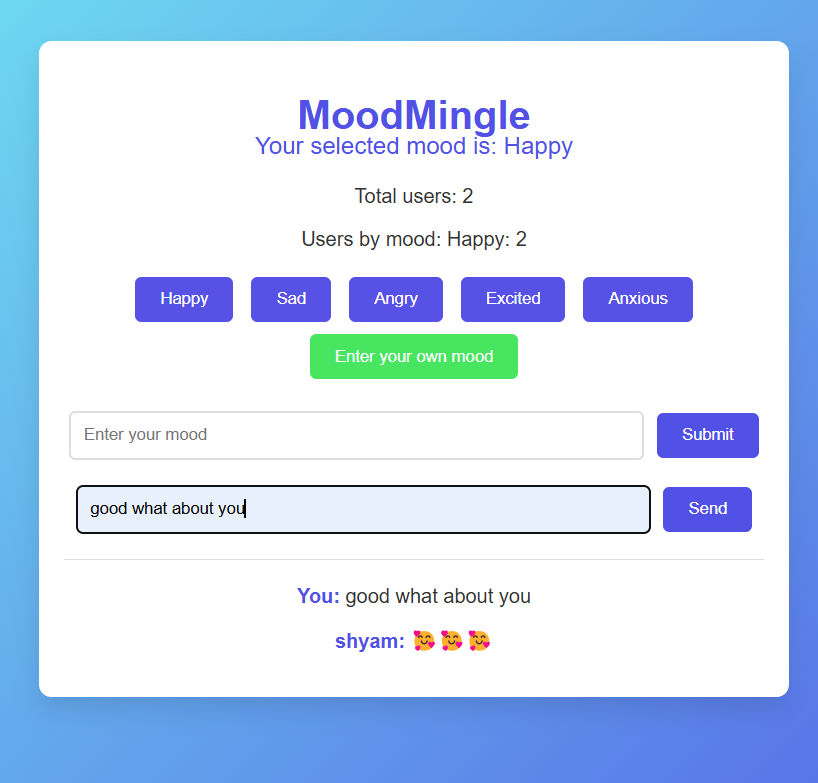 MoodMingle
Your selected mood is: Happy
Total users: 2
Users by mood: Happy: 2
Happy Sad Angry Excited Anxious
Enter your own mood
Enter your mood Submit
good what about you Send
You: good what about you
shyam: 🥰🥰🥰